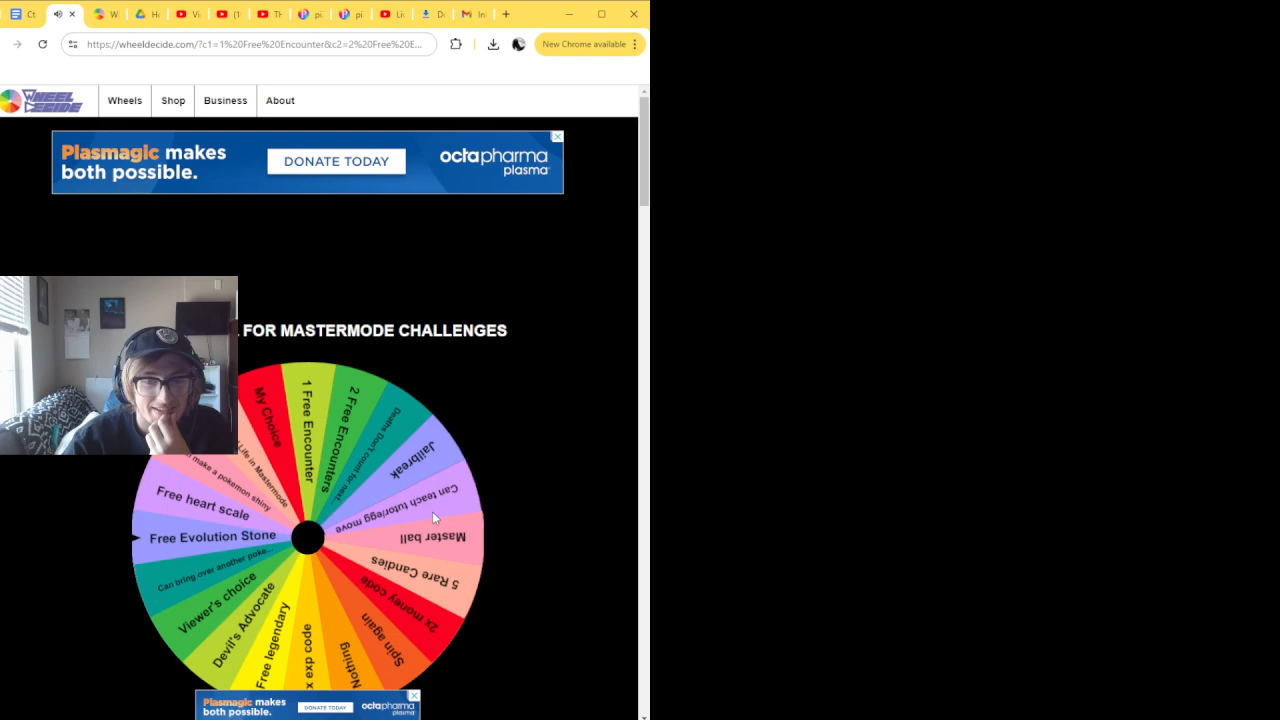 Ct
https://wheeldecide.com/?c1=1%20Free%20Encounter&c2=2%20Free%20E...
New Chrome available
WHEEL DECIDE
Wheels
Shop
Business
About
Plasmagic makes both possible.
DONATE TODAY
octapharma plasma
FOR MASTERMODE CHALLENGES
My Choice
1 Free Encounter
2 Free Encounters
Deaths Don't count for next...
Jailbreak
Can teach tutor/egg move
Master ball
5 Rare Candies
2x money code
Spin again
Nothing
x exp code
Free legendary
Devil's Advocate
Viewer's choice
Can bring over another poke...
Free Evolution Stone
Free heart scale
make a pokemon shiny
Life in Mastermode
Plasmagic makes both possible.
DONATE TODAY
octapharma plasma